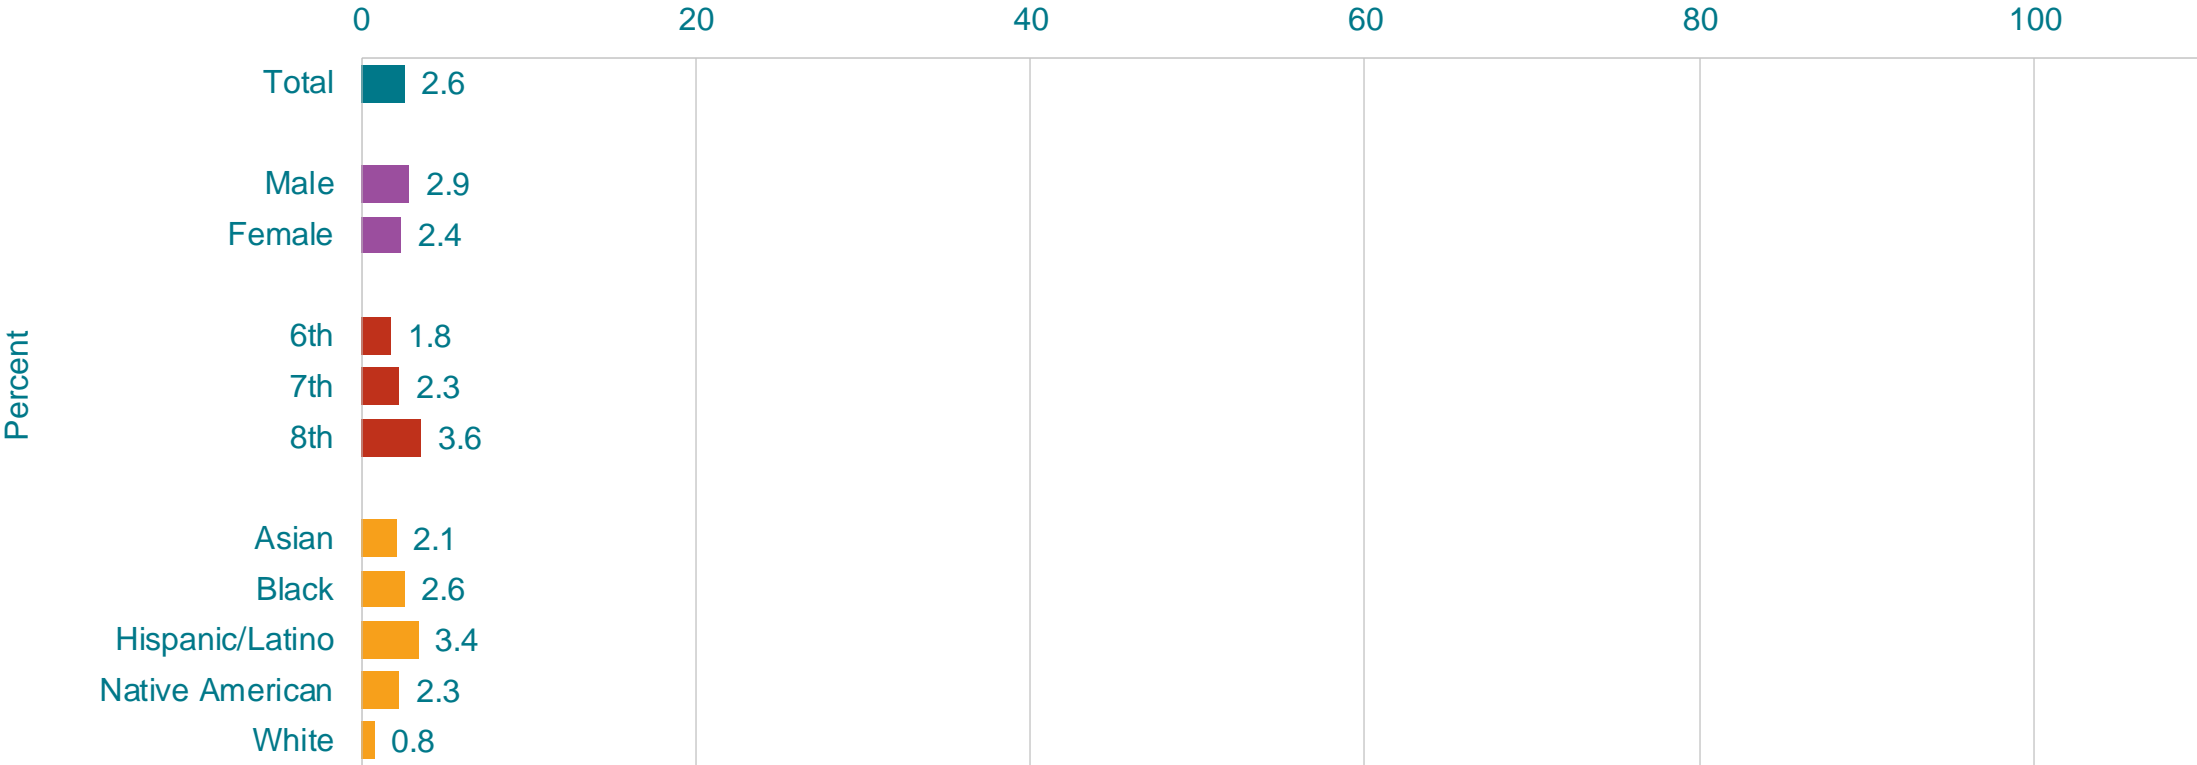 0 20 40 60 80 100
Total 2.6
Male 2.9
Female 2.4
6th 1.8
7th 2.3
8th 3.6
Asian 2.1
Black 2.6
Hispanic/Latino 3.4
Native American 2.3
White 0.8
Percent